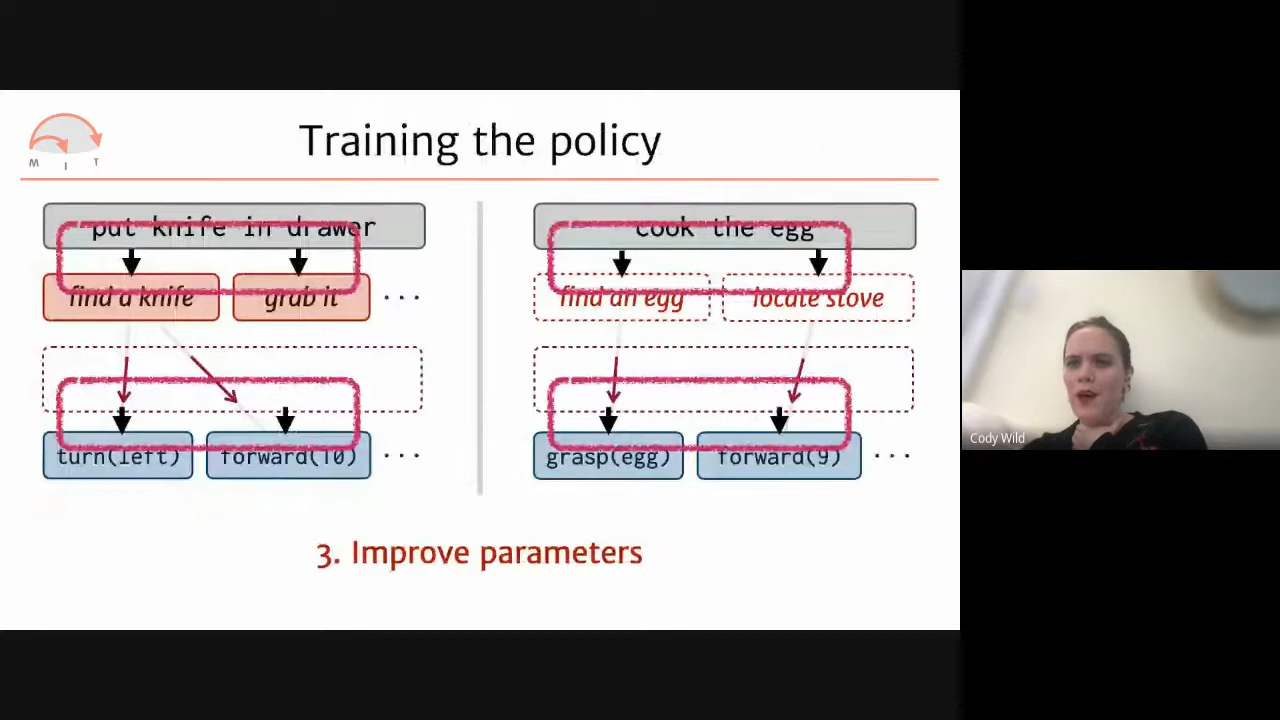 Training the policy
M I T
put knife in drawer
find a knife
grab it
...
turn(left)
forward(10)
...
cook the egg
find an egg
locate stove
grasp(egg)
forward(9)
...
3. Improve parameters
Cody Wild